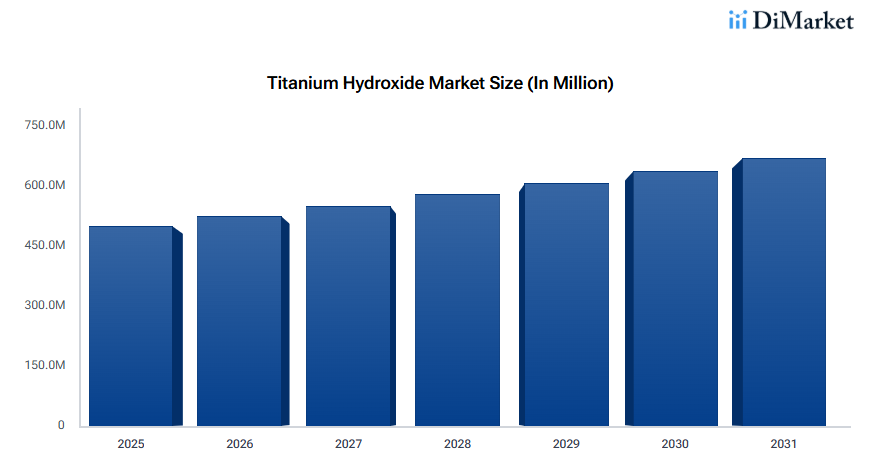 DiMarket
Titanium Hydroxide Market Size (In Million)
750.0M
600.0M
450.0M
300.0M
150.0M
0
2025 2026 2027 2028 2029 2030 2031